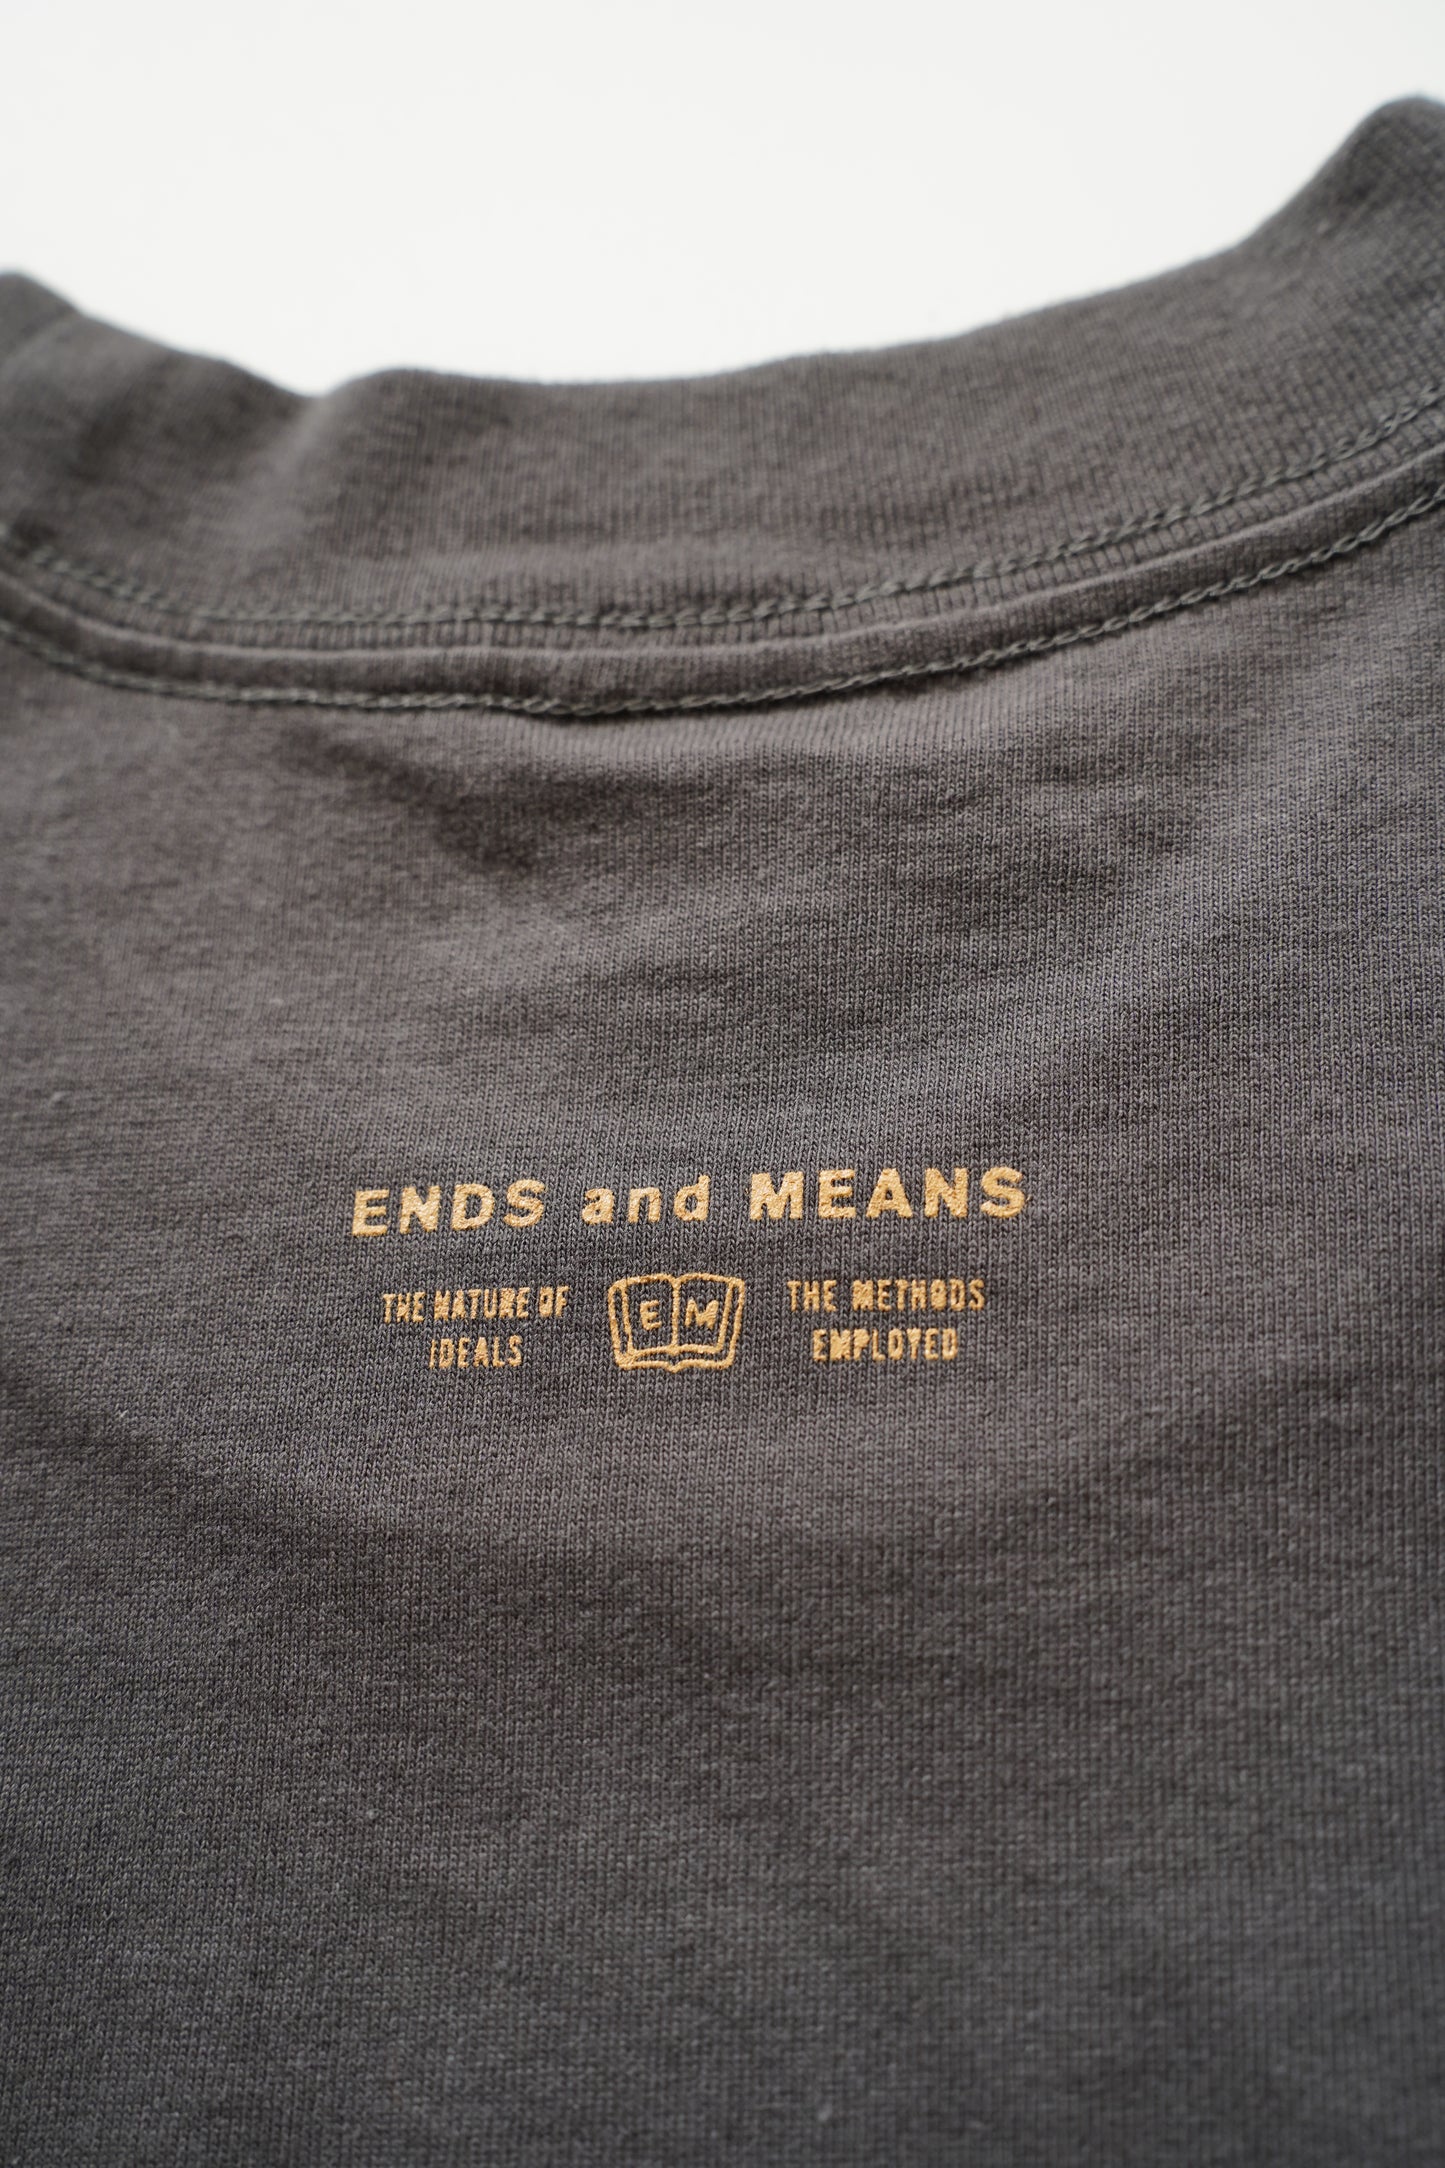 ENDS and MEANS
THE NATURE OF
IDEALS
E M
THE METHODS
EMPLOYED